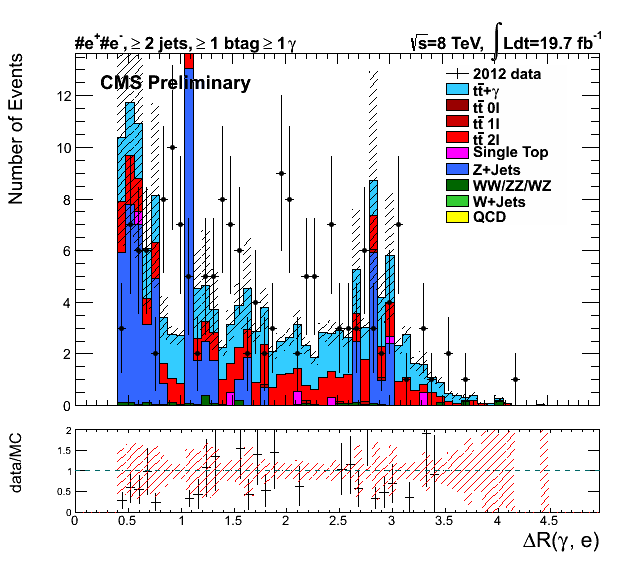 #e⁺#e⁻, ≥ 2 jets, ≥ 1 btag ≥ 1γ
√s=8 TeV, ∫Ldt=19.7 fb⁻¹
CMS Preliminary
Number of Events
12
10
8
6
4
2
0
2012 data
tt̄+γ
tt̄ 0l
tt̄ 1l
tt̄ 2l
Single Top
Z+Jets
WW/ZZ/WZ
W+Jets
QCD
data/MC
2
1.5
1
0.5
0
0 0.5 1 1.5 2 2.5 3 3.5 4 4.5
ΔR(γ, e)